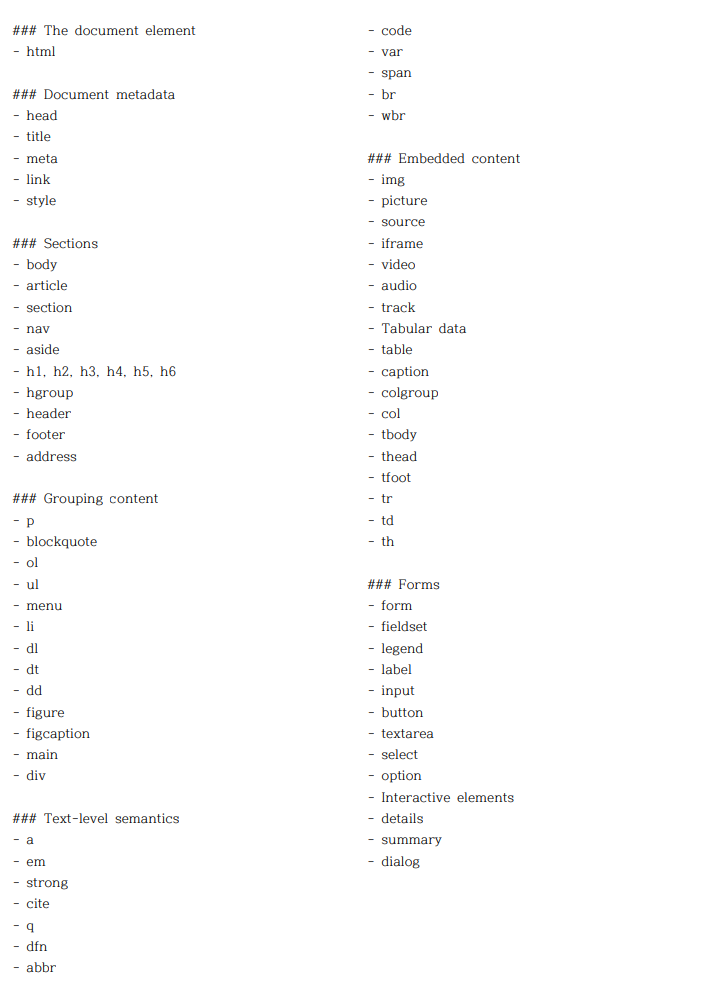 ### The document element
- html

### Document metadata
- head
- title
- meta
- link
- style

### Sections
- body
- article
- section
- nav
- aside
- h1, h2, h3, h4, h5, h6
- hgroup
- header
- footer
- address

### Grouping content
- p
- blockquote
- ol
- ul
- menu
- li
- dl
- dt
- dd
- figure
- figcaption
- main
- div

### Text-level semantics
- a
- em
- strong
- cite
- q
- dfn
- abbr
- code
- var
- span
- br
- wbr

### Embedded content
- img
- picture
- source
- iframe
- video
- audio
- track
- Tabular data
- table
- caption
- colgroup
- col
- tbody
- thead
- tfoot
- tr
- td
- th

### Forms
- form
- fieldset
- legend
- label
- input
- button
- textarea
- select
- option
- Interactive elements
- details
- summary
- dialog